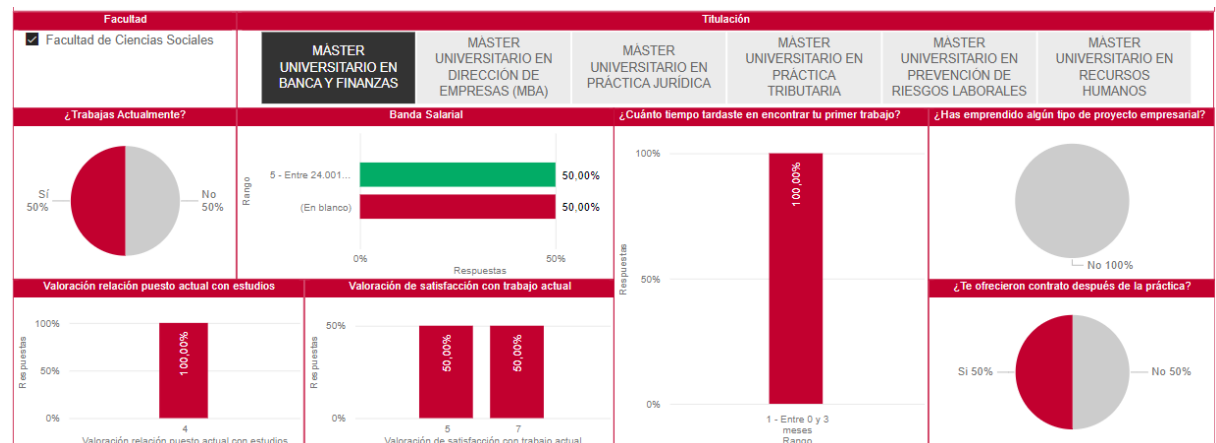 Facultad
Titulación
Facultad de Ciencias Sociales
MÁSTER
UNIVERSITARIO EN
BANCA Y FINANZAS
MÁSTER
UNIVERSITARIO EN
DIRECCIÓN DE
EMPRESAS (MBA)
MÁSTER
UNIVERSITARIO EN
PRÁCTICA JURÍDICA
MÁSTER
UNIVERSITARIO EN
PRÁCTICA
TRIBUTARIA
MÁSTER
UNIVERSITARIO EN
PREVENCIÓN DE
RIESGOS LABORALES
MÁSTER
UNIVERSITARIO EN
RECURSOS
HUMANOS
¿Trabajas Actualmente?
Sí
50%
No
50%
Banda Salarial
Rango
5 - Entre 24.001...
50,00%
(En blanco)
50,00%
0%
50%
Respuestas
¿Cuánto tiempo tardaste en encontrar tu primer trabajo?
Respuestas
100%
50%
0%
100,00%
1 - Entre 0 y 3
meses
Rango
¿Has emprendido algún tipo de proyecto empresarial?
No 100%
Valoración relación puesto actual con estudios
Respuestas
100%
50%
0%
100,00%
4
Valoración relación puesto actual con estudios
Valoración de satisfacción con trabajo actual
Respuestas
50%
0%
50,00%
50,00%
5
7
Valoración de satisfacción con trabajo actual
¿Te ofrecieron contrato después de la práctica?
Si 50%
No 50%